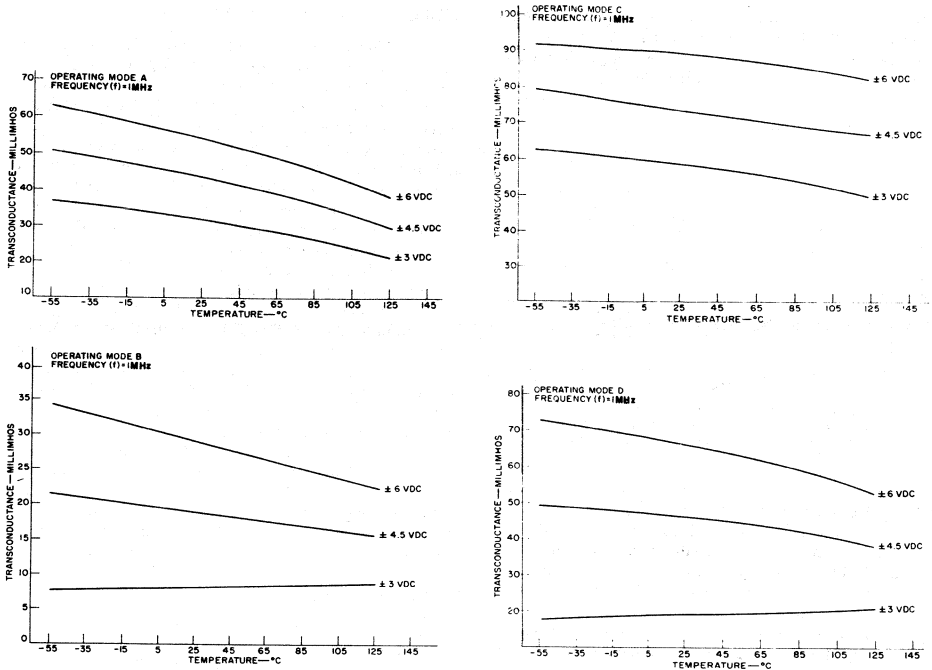 OPERATING MODE A
FREQUENCY (f) = 1MHz
TRANSCONDUCTANCE—MILLIMHOS
70
60
50
40
30
20
10
± 6 VDC
± 4.5 VDC
± 3 VDC
-55 -35 -15 5 25 45 65 85 105 125 145
TEMPERATURE—°C
OPERATING MODE C
FREQUENCY (f) = 1MHz
TRANSCONDUCTANCE—MILLIMHOS
100
90
80
70
60
50
40
30
± 6 VDC
± 4.5 VDC
± 3 VDC
-55 -35 -15 5 25 45 65 85 105 125 145
TEMPERATURE—°C
OPERATING MODE B
FREQUENCY (f) = 1MHz
TRANSCONDUCTANCE—MILLIMHOS
40
35
30
25
20
15
10
5
0
± 6 VDC
± 4.5 VDC
± 3 VDC
-55 -35 -15 5 25 45 65 85 105 125 145
TEMPERATURE—°C
OPERATING MODE D
FREQUENCY (f) = 1MHz
TRANSCONDUCTANCE—MILLIMHOS
80
70
60
50
40
30
20
± 6 VDC
± 4.5 VDC
± 3 VDC
-55 -35 -15 5 25 45 65 85 105 125 145
TEMPERATURE—°C